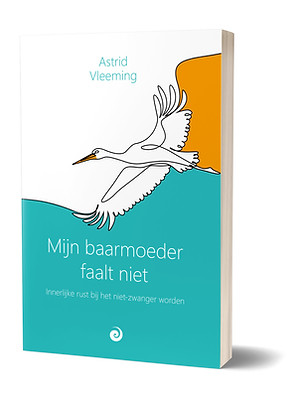 Astrid
Vleeming
Mijn baarmoeder
faalt niet
Innerlijke rust bij het niet-zwanger worden